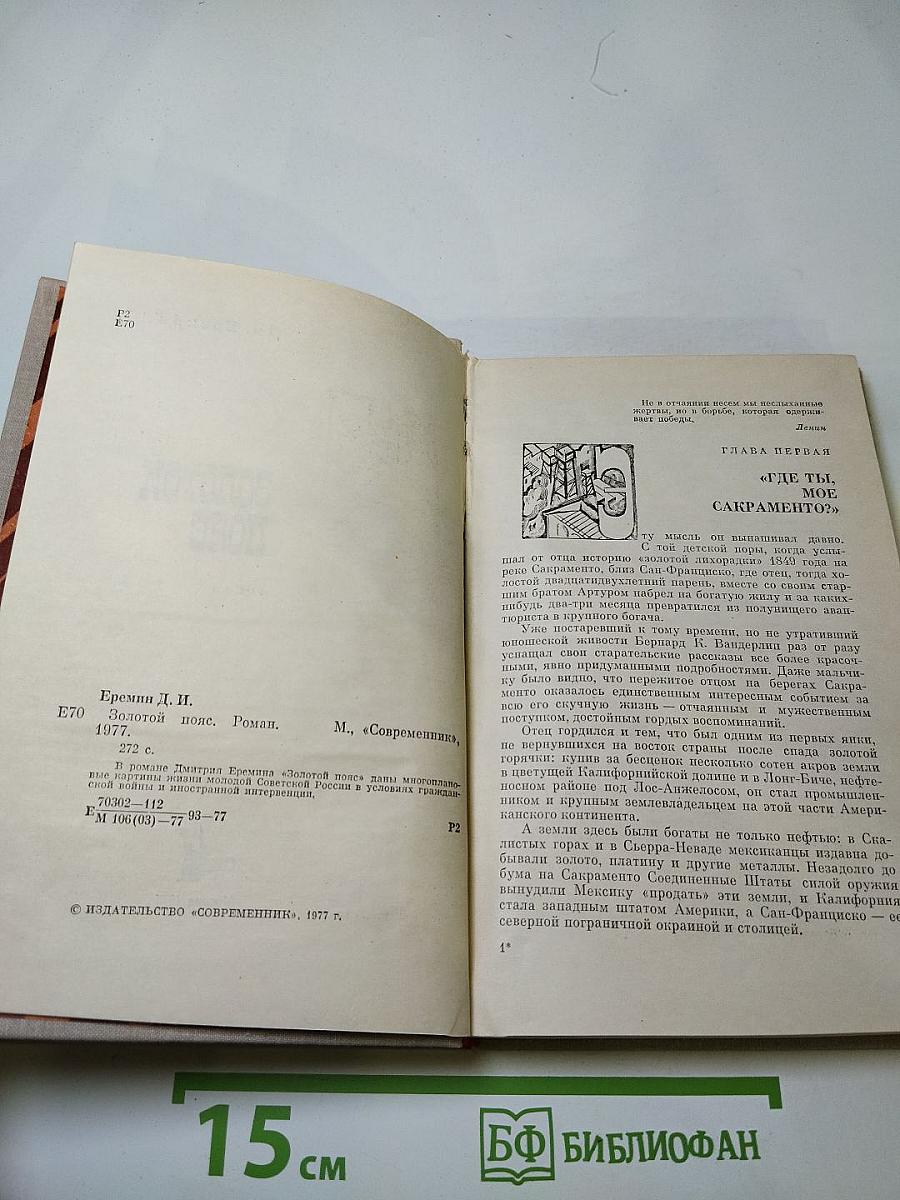 Р2
Е70
Еремин Д. И.
Е70 Золотой пояс. Роман. М., «Современник»,
1977.
272 с.
В романе Дмитрия Еремина «Золотой пояс» даны многоплано-
вые картины жизни молодой Советской России в условиях граждан-
ской войны и иностранной интервенции.
70302—112
Е 93—77
М 106(03)—77
Р2
© ИЗДАТЕЛЬСТВО «СОВРЕМЕННИК», 1977 г.
Не в отчаянии несем мы неслыханные
жертвы, но в борьбе, которая одержи-
вает победы.
Ленин
ГЛАВА ПЕРВАЯ
«ГДЕ ТЫ,
МОЕ
САКРАМЕНТО?»
Эту мысль он вынашивал давно.
С той детской поры, когда услы-
шал от отца историю «золотой лихорадки» 1849 года на
реке Сакраменто, близ Сан-Франциско, где отец, тогда хо-
лостой двадцатидвухлетний парень, вместе со своим стар-
шим братом Артуром набрел на богатую жилу и за каких-
нибудь два-три месяца превратился из полунищего аван-
тюриста в крупного богача.
Уже постаревший к тому времени, но не утративший
юношеской живости Бернард К. Вандерлип раз от разу
уснащал свои старательские рассказы все более красоч-
ными, явно придуманными подробностями. Даже мальчи-
ку было видно, что пережитое отцом на берегах Сакра-
менто оказалось единственным интересным событием за
всю его скучную жизнь — отчаянным и мужественным
поступком, достойным гордых воспоминаний.
Отец гордился и тем, что был одним из первых янки,
не вернувшихся на восток страны после спада золотой
горячки: купив за бесценок несколько сотен акров земли
в цветущей Калифорнийской долине и в Лонг-Биче, нефте-
носном районе под Лос-Анжелосом, он стал промышлен-
ником и крупным землевладельцем на этой части Амери-
канского континента.
А земли здесь были богаты не только нефтью: в Ска-
листых горах и в Сьерра-Неваде мексиканцы издавна до-
бывали золото, платину и другие металлы. Незадолго до
бума на Сакраменто Соединенные Штаты силой оружия
вынудили Мексику «продать» эти земли, и Калифорния
стала западным штатом Америки, а Сан-Франциско — ее
северной пограничной окраиной и столицей.
1*
15 см
БФ БИБЛИОФАН